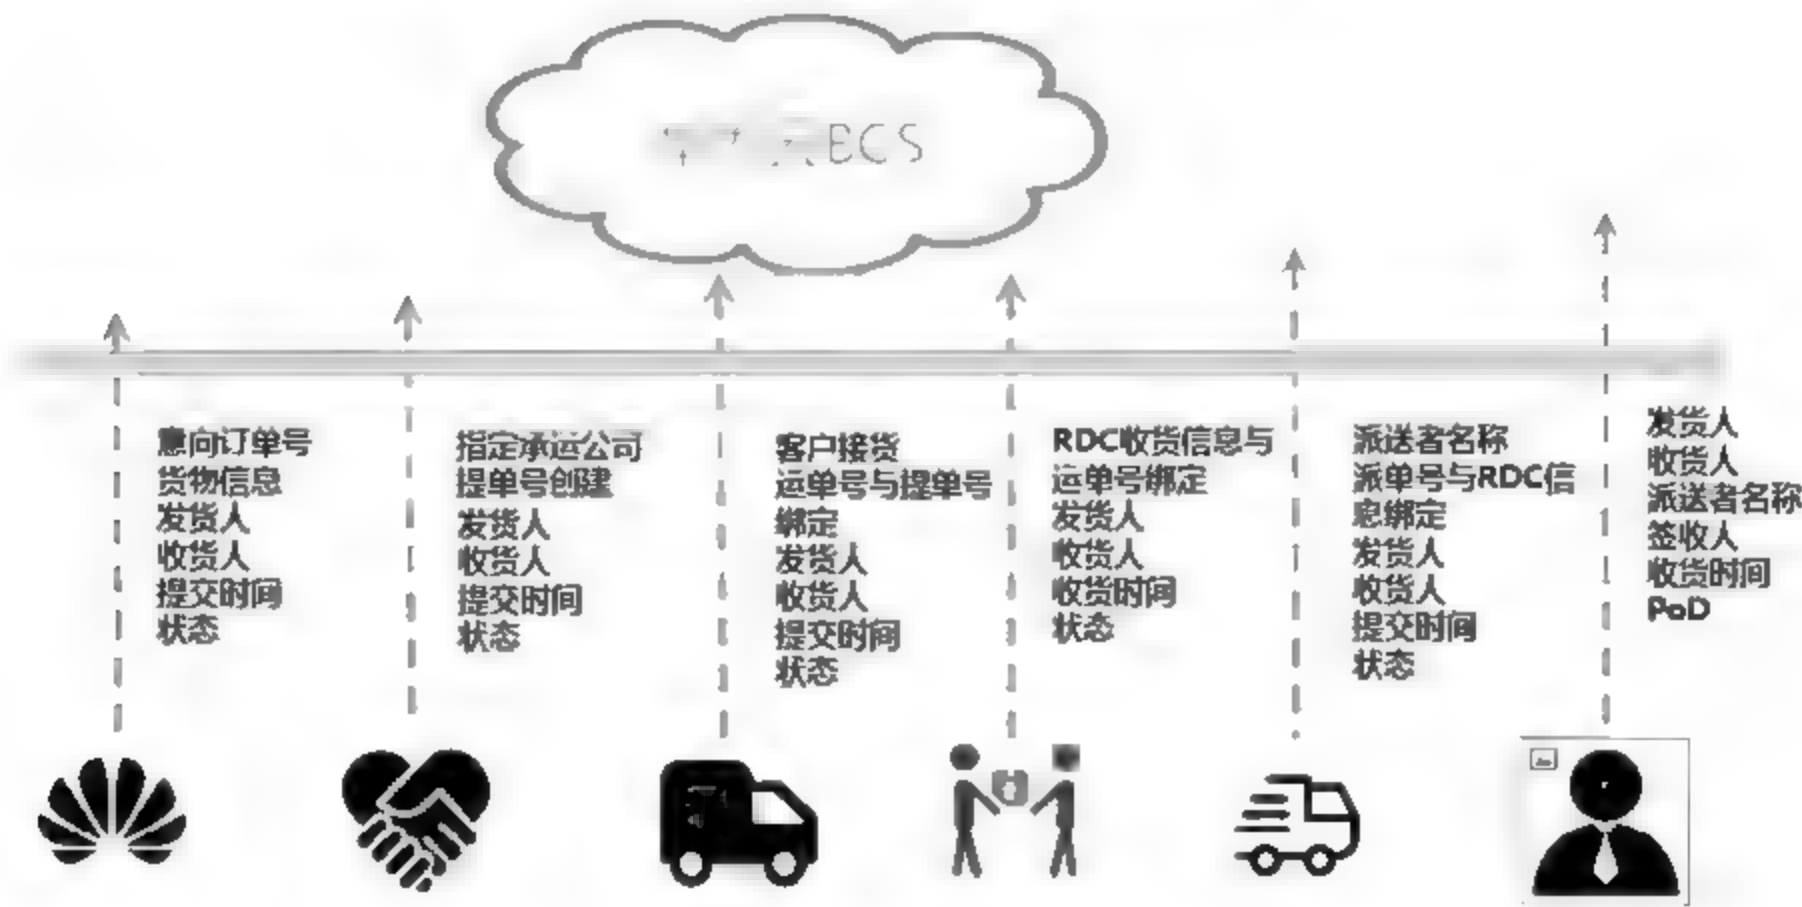 BCS
意向订单号
货物信息
发货人
收货人
提交时间
状态
指定承运公司
提单号创建
发货人
收货人
提交时间
状态
客户接货
运单号与提单号
绑定
发货人
收货人
提交时间
状态
RDC收货信息与
运单号绑定
发货人
收货人
收货时间
状态
派送者名称
派单号与RDC信
息绑定
发货人
收货人
提交时间
状态
发货人
收货人
派送者名称
签收人
收货时间
PoD